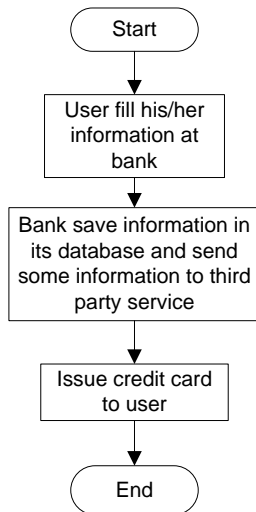 Start
User fill his/her
information at
bank
Bank save information in
its database and send
some information to third
party service
Issue credit card
to user
End